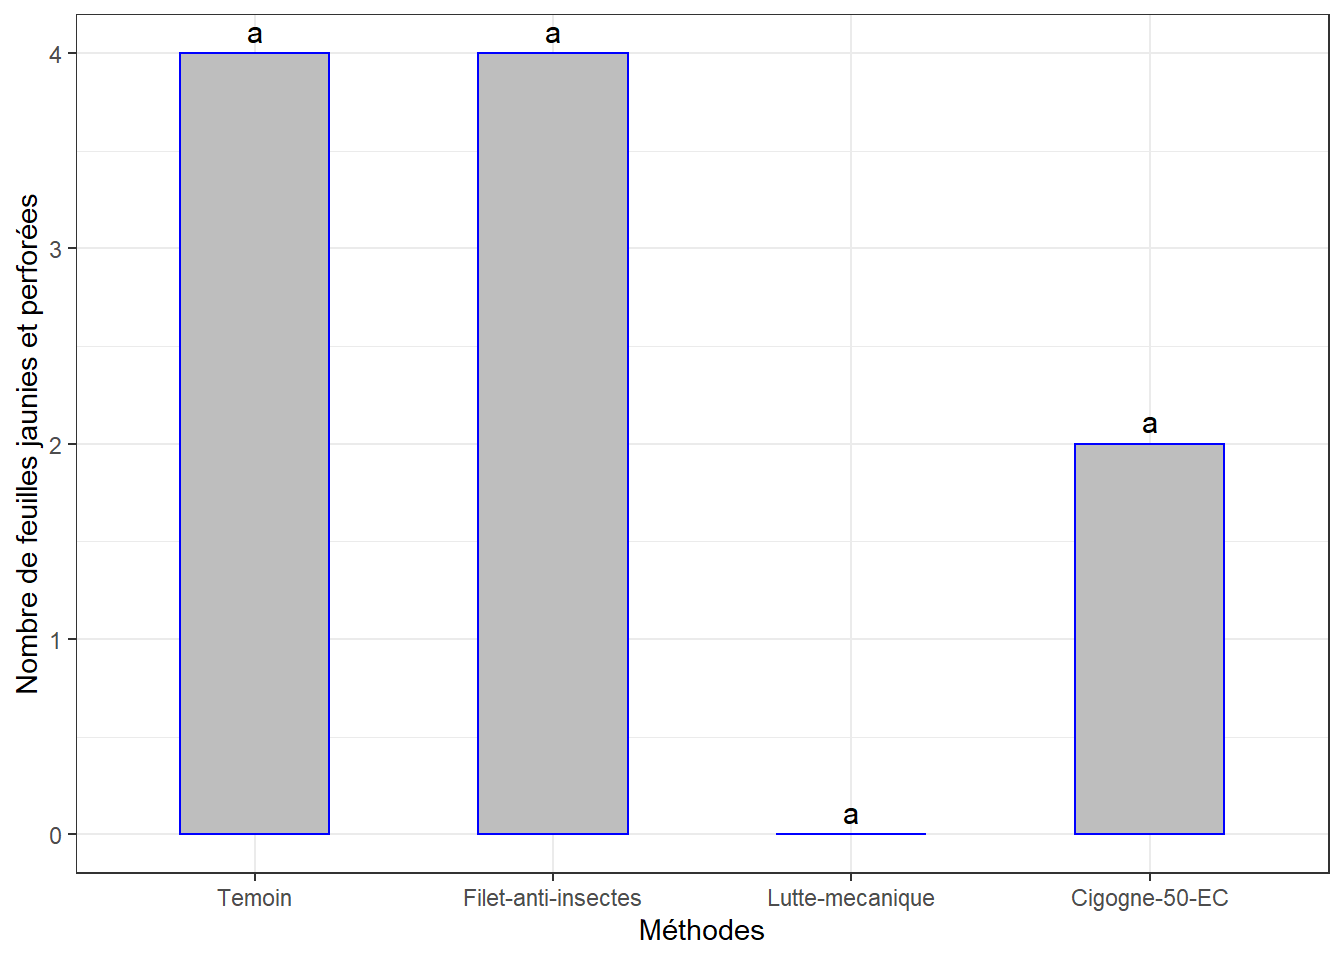 Nombre de feuilles jaunies et perforées
4
3
2
1
0
a
a
a
a
Temoin
Filet-anti-insectes
Lutte-mecanique
Cigogne-50-EC
Méthodes